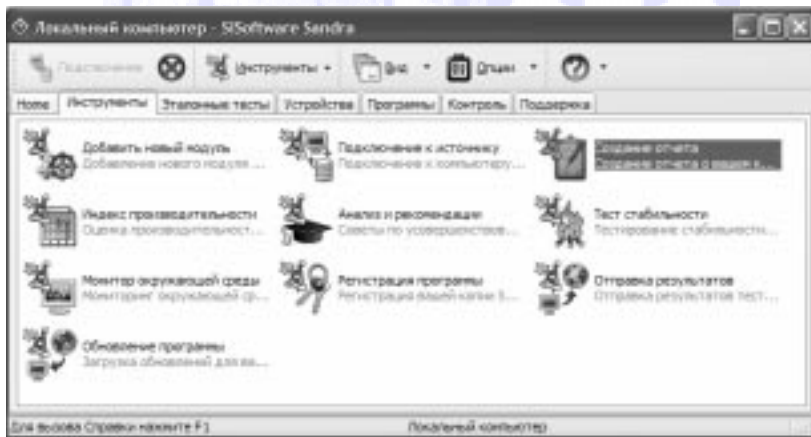 Локальный компьютер - SiSoftware Sandra
Подключение Инструменты Вид Опции
Home Инструменты Эталонные тесты Устройства Программы Контроль Поддержка
Добавить новый модуль
Добавление нового модуля ...
Подключение к источнику
Подключение к компьютеру...
Создание отчета
Создание отчета о вашем к...
Индекс производительности
Оценка производительност...
Анализ и рекомендации
Советы по усовершенствов...
Тест стабильности
Тестирование стабильности...
Монитор окружающей среды
Мониторинг окружающей ср...
Регистрация программы
Регистрация вашей копии S...
Отправка результатов
Отправка результатов тест...
Обновление программы
Загрузка обновлений для ва...
Для вызова Справки нажмите F1
Локальный компьютер